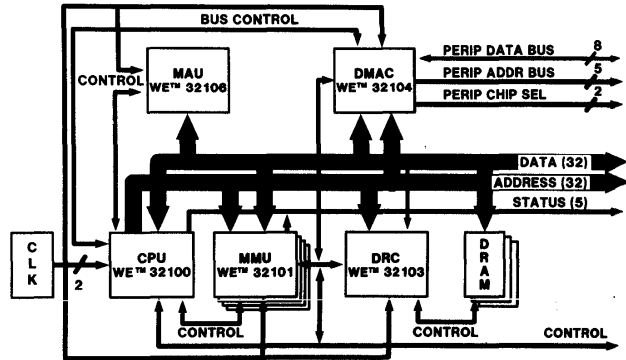 BUS CONTROL
PERIP DATA BUS
8
CONTROL
MAU
WE™ 32106
DMAC
WE™ 32104
PERIP ADDR BUS
5
PERIP CHIP SEL
2
DATA (32)
ADDRESS (32)
STATUS (5)
CLK
2
CPU
WE™ 32100
MMU
WE™ 32101
DRC
WE™ 32103
DRAM
CONTROL
CONTROL
CONTROL